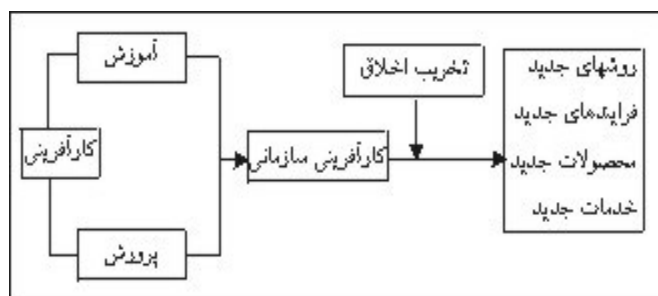 آموزش
تخریب اخلاق
روشهای جدید
فرایندهای جدید
کارآفرینی
کارآفرینی سازمانی
محصولات جدید
خدمات جدید
پرورش